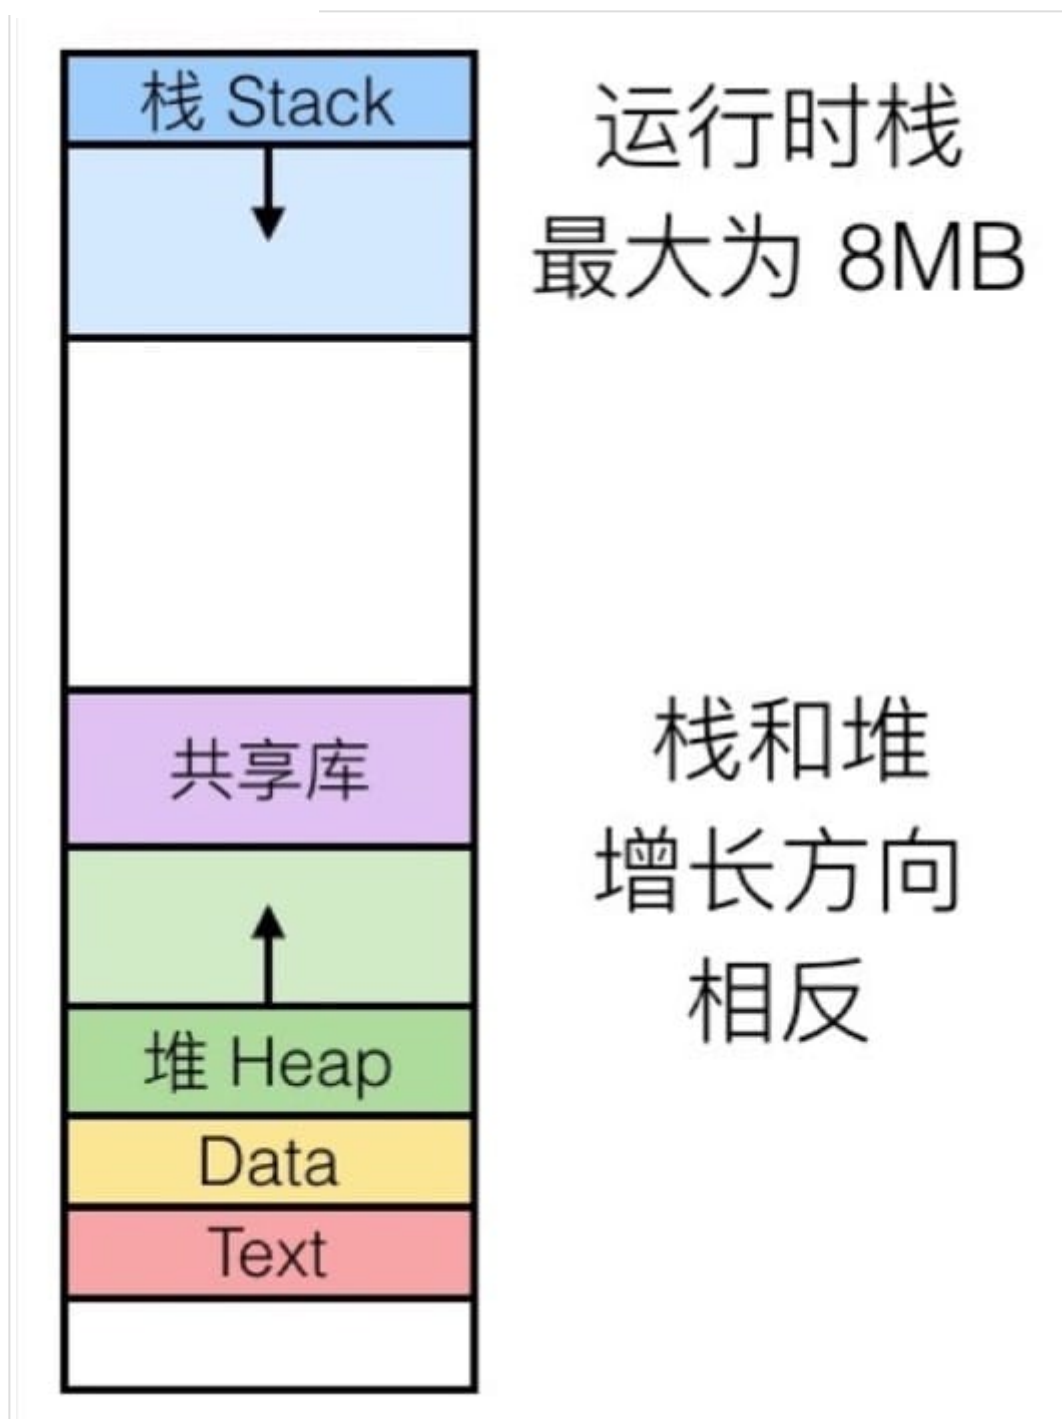 栈 Stack
运行时栈
最大为 8MB
共享库
栈和堆
增长方向
相反
堆 Heap
Data
Text